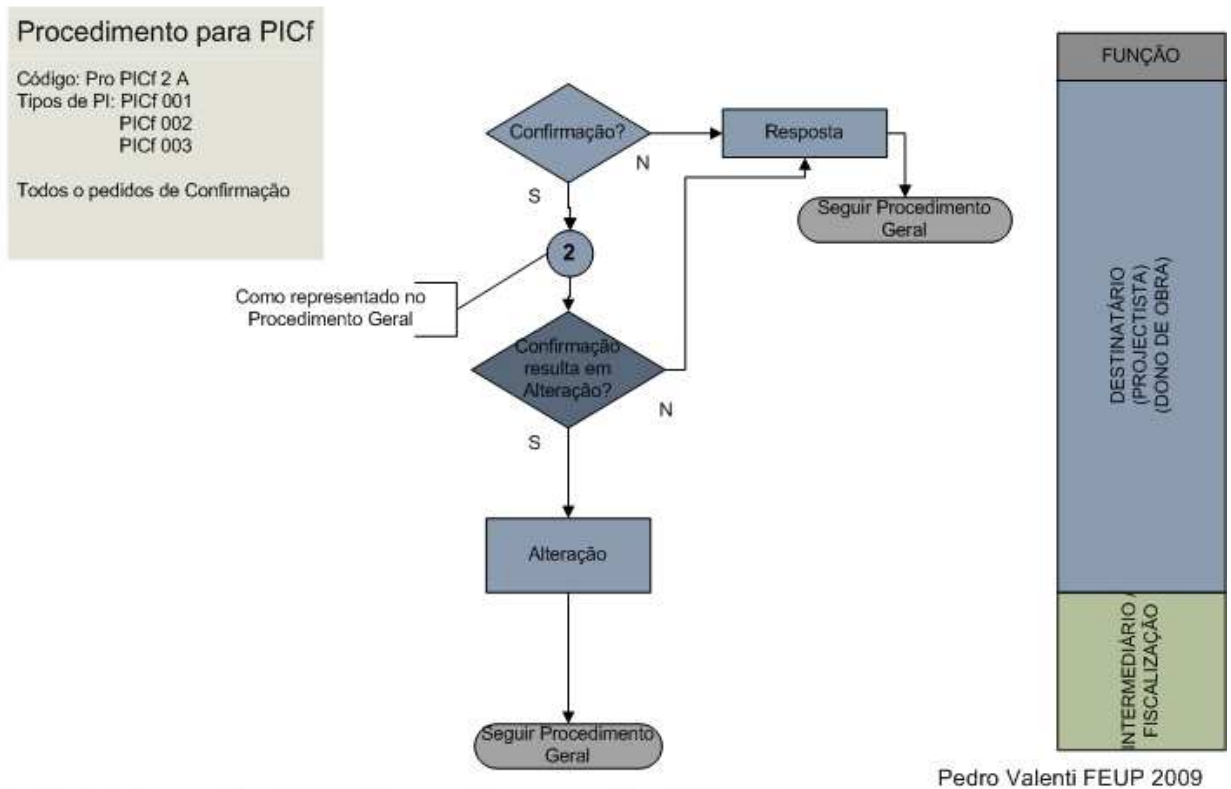 Procedimento para PICf
Código: Pro PICf 2 A
Tipos de PI: PICf 001
PICf 002
PICf 003
Todos o pedidos de Confirmação
Confirmação?
N
S
Resposta
Seguir Procedimento
Geral
2
Como representado no
Procedimento Geral
Confirmação
resulta em
Alteração?
N
S
Alteração
Seguir Procedimento
Geral
FUNÇÃO
DESTINATÁRIO
(PROJECTISTA)
(DONO DE OBRA)
INTERMEDIÁRIO /
FISCALIZAÇÃO
Pedro Valenti FEUP 2009